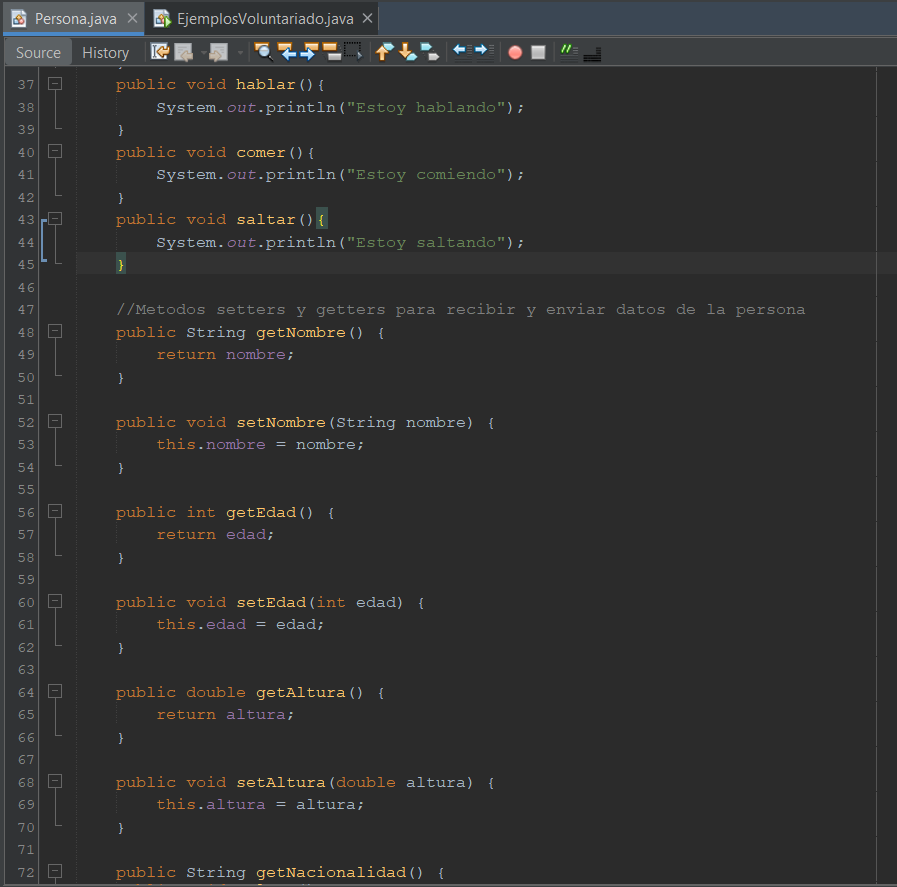 Persona.java EjemplosVoluntariado.java
Source History
37 public void hablar(){
38 System.out.println("Estoy hablando");
39 }
40 public void comer(){
41 System.out.println("Estoy comiendo");
42 }
43 public void saltar(){
44 System.out.println("Estoy saltando");
45 }
46
47 //Metodos setters y getters para recibir y enviar datos de la persona
48 public String getNombre() {
49 return nombre;
50 }
51
52 public void setNombre(String nombre) {
53 this.nombre = nombre;
54 }
55
56 public int getEdad() {
57 return edad;
58 }
59
60 public void setEdad(int edad) {
61 this.edad = edad;
62 }
63
64 public double getAltura() {
65 return altura;
66 }
67
68 public void setAltura(double altura) {
69 this.altura = altura;
70 }
71
72 public String getNacionalidad() {